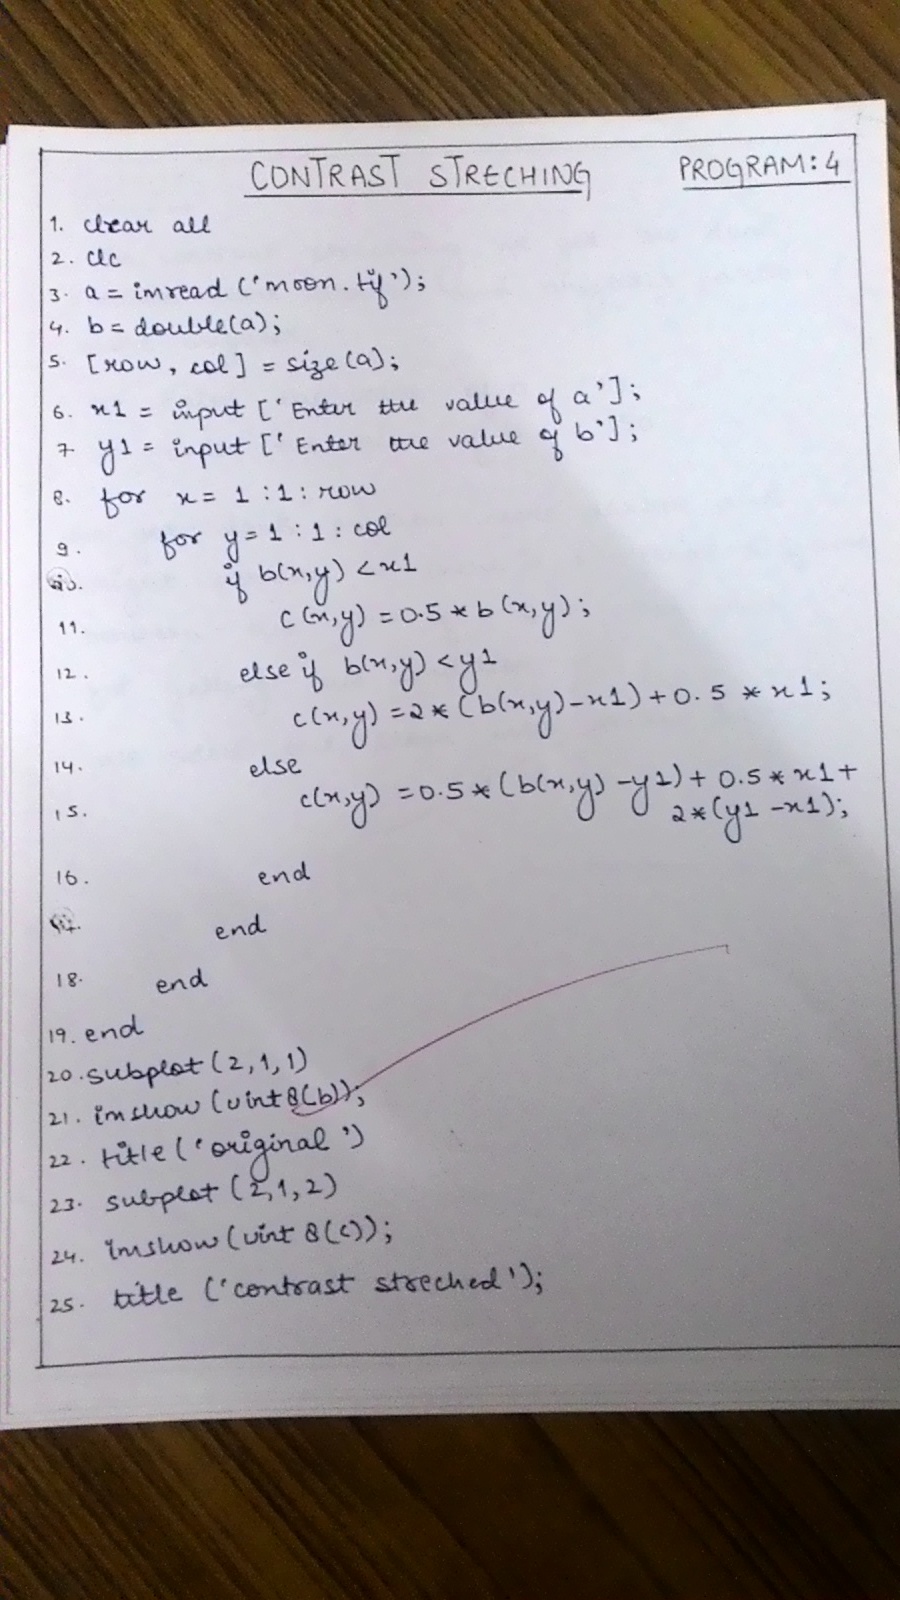 CONTRAST STRECHING PROGRAM: 4
1. clear all
2. clc
3. a = imread ('moon.tif');
4. b = double(a);
5. [row, col] = size(a);
6. x1 = input ['Enter the value of a'];
7. y1 = input ['Enter the value of b'];
8. for x = 1 : 1 : row
9. for y = 1 : 1 : col
10. if b(x,y) < x1
11. c(x,y) = 0.5 * b(x,y);
12. else if b(x,y) < y1
13. c(x,y) = 2 * (b(x,y) - x1) + 0.5 * x1;
14. else
15. c(x,y) = 0.5 * (b(x,y) - y1) + 0.5 * x1 +
2 * (y1 - x1);
16. end
17. end
18. end
19. end
20. subplot (2,1,1)
21. imshow (uint8(b));
22. title ('original')
23. subplot (2,1,2)
24. imshow (uint 8(c));
25. title ('contrast streched');